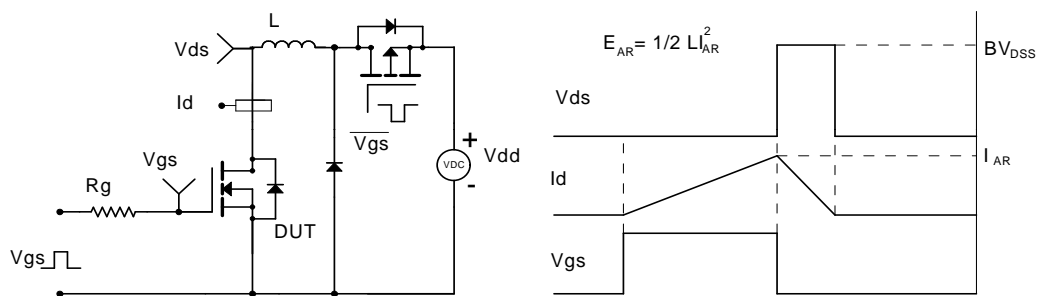 L
Vds
Id
Vgs
Rg
DUT
Vgs
Vgs
+
VDC
-
Vdd
E_AR = 1/2 LI²_AR
BV_DSS
Vds
I_AR
Id
Vgs